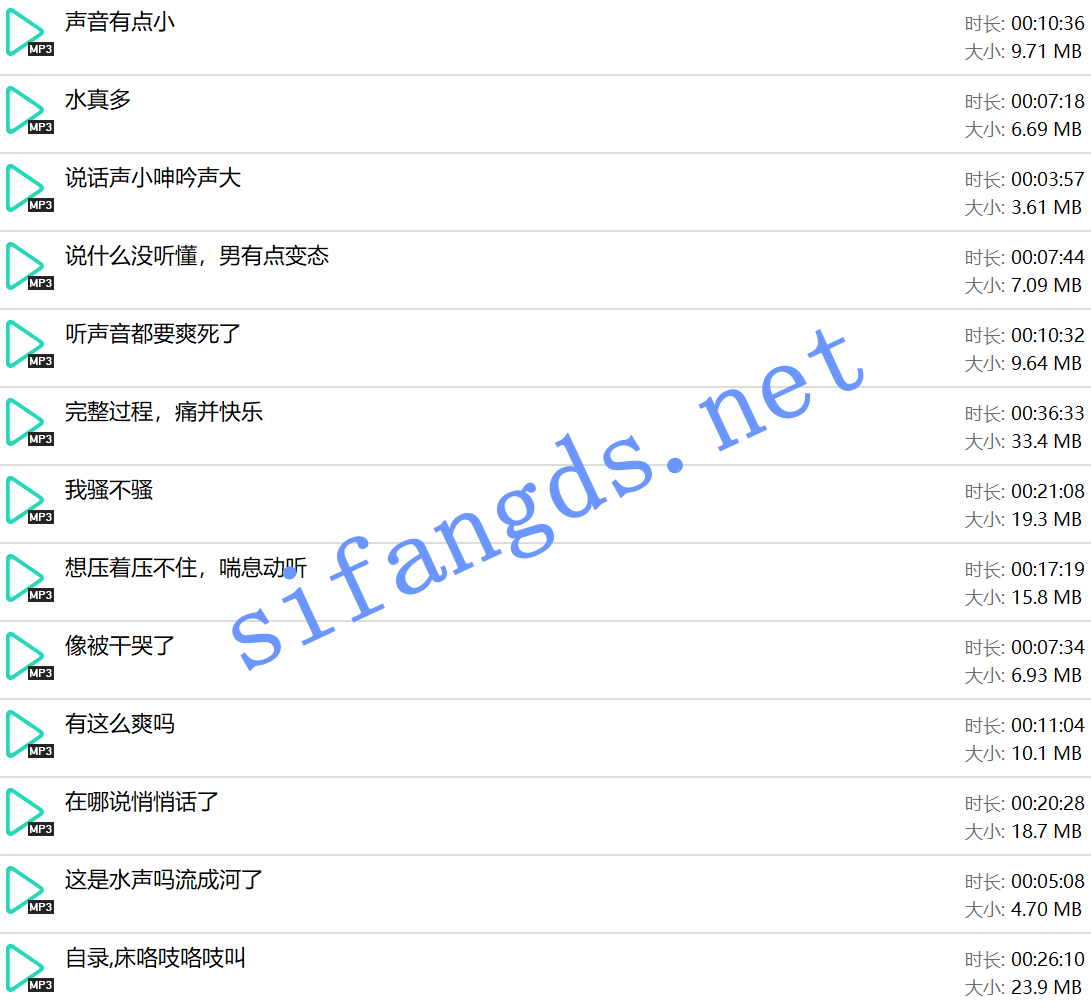 声音有点小
时长: 00:10:36
MP3
大小: 9.71 MB
水真多
时长: 00:07:18
MP3
大小: 6.69 MB
说话声小呻吟声大
时长: 00:03:57
MP3
大小: 3.61 MB
说什么没听懂，男有点变态
时长: 00:07:44
MP3
大小: 7.09 MB
听声音都要爽死了
时长: 00:10:32
MP3
大小: 9.64 MB
完整过程，痛并快乐
时长: 00:36:33
MP3
大小: 33.4 MB
我骚不骚
时长: 00:21:08
MP3
大小: 19.3 MB
想压着压不住，喘息动听
时长: 00:17:19
MP3
大小: 15.8 MB
像被干哭了
时长: 00:07:34
MP3
大小: 6.93 MB
有这么爽吗
时长: 00:11:04
MP3
大小: 10.1 MB
在哪说悄悄话了
时长: 00:20:28
MP3
大小: 18.7 MB
这是水声吗流成河了
时长: 00:05:08
MP3
大小: 4.70 MB
自录,床咯吱咯吱叫
时长: 00:26:10
MP3
大小: 23.9 MB
sifangds.net